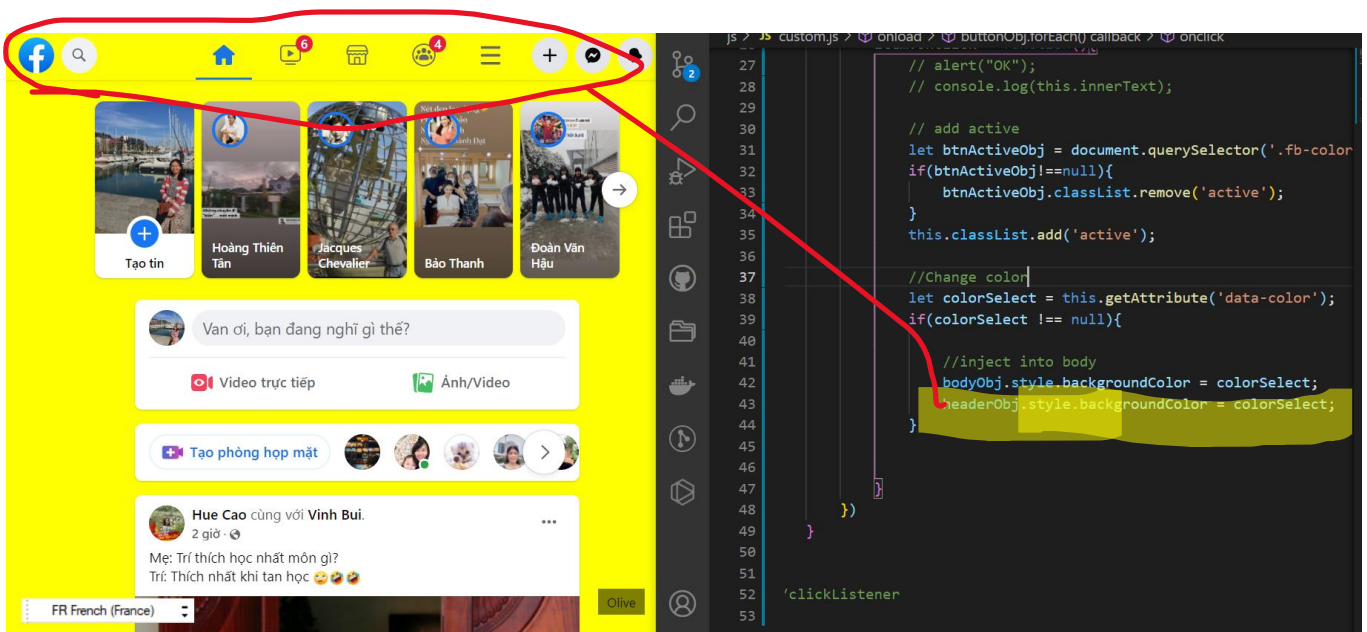 js > JS custom.js > onload > buttonObj.forEach() callback > onclick
6
4
2
27 // alert("OK");
28 // console.log(this.innerText);
29
30 // add active
31 let btnActiveObj = document.querySelector('.fb-color
32 if(btnActiveObj!==null){
33 btnActiveObj.classList.remove('active');
34 }
35 this.classList.add('active');
36
37 //Change color
38 let colorSelect = this.getAttribute('data-color');
39 if(colorSelect !== null){
40
41 //inject into body
42 bodyObj.style.backgroundColor = colorSelect;
43 headerObj.style.backgroundColor = colorSelect;
44 }
45
46
47 }
48 })
49 }
50
51
52 /clickListener
53
Tạo tin
Hoàng Thiên
Tân
Jacques
Chevalier
Bảo Thanh
Đoàn Văn
Hậu
Van ơi, bạn đang nghĩ gì thế?
Video trực tiếp
Ảnh/Video
Tạo phòng họp mặt
Hue Cao cùng với Vinh Bui.
2 giờ ·
Mẹ: Trí thích học nhất môn gì?
Trí: Thích nhất khi tan học 🙄🤣🤣
FR French (France)
Olive